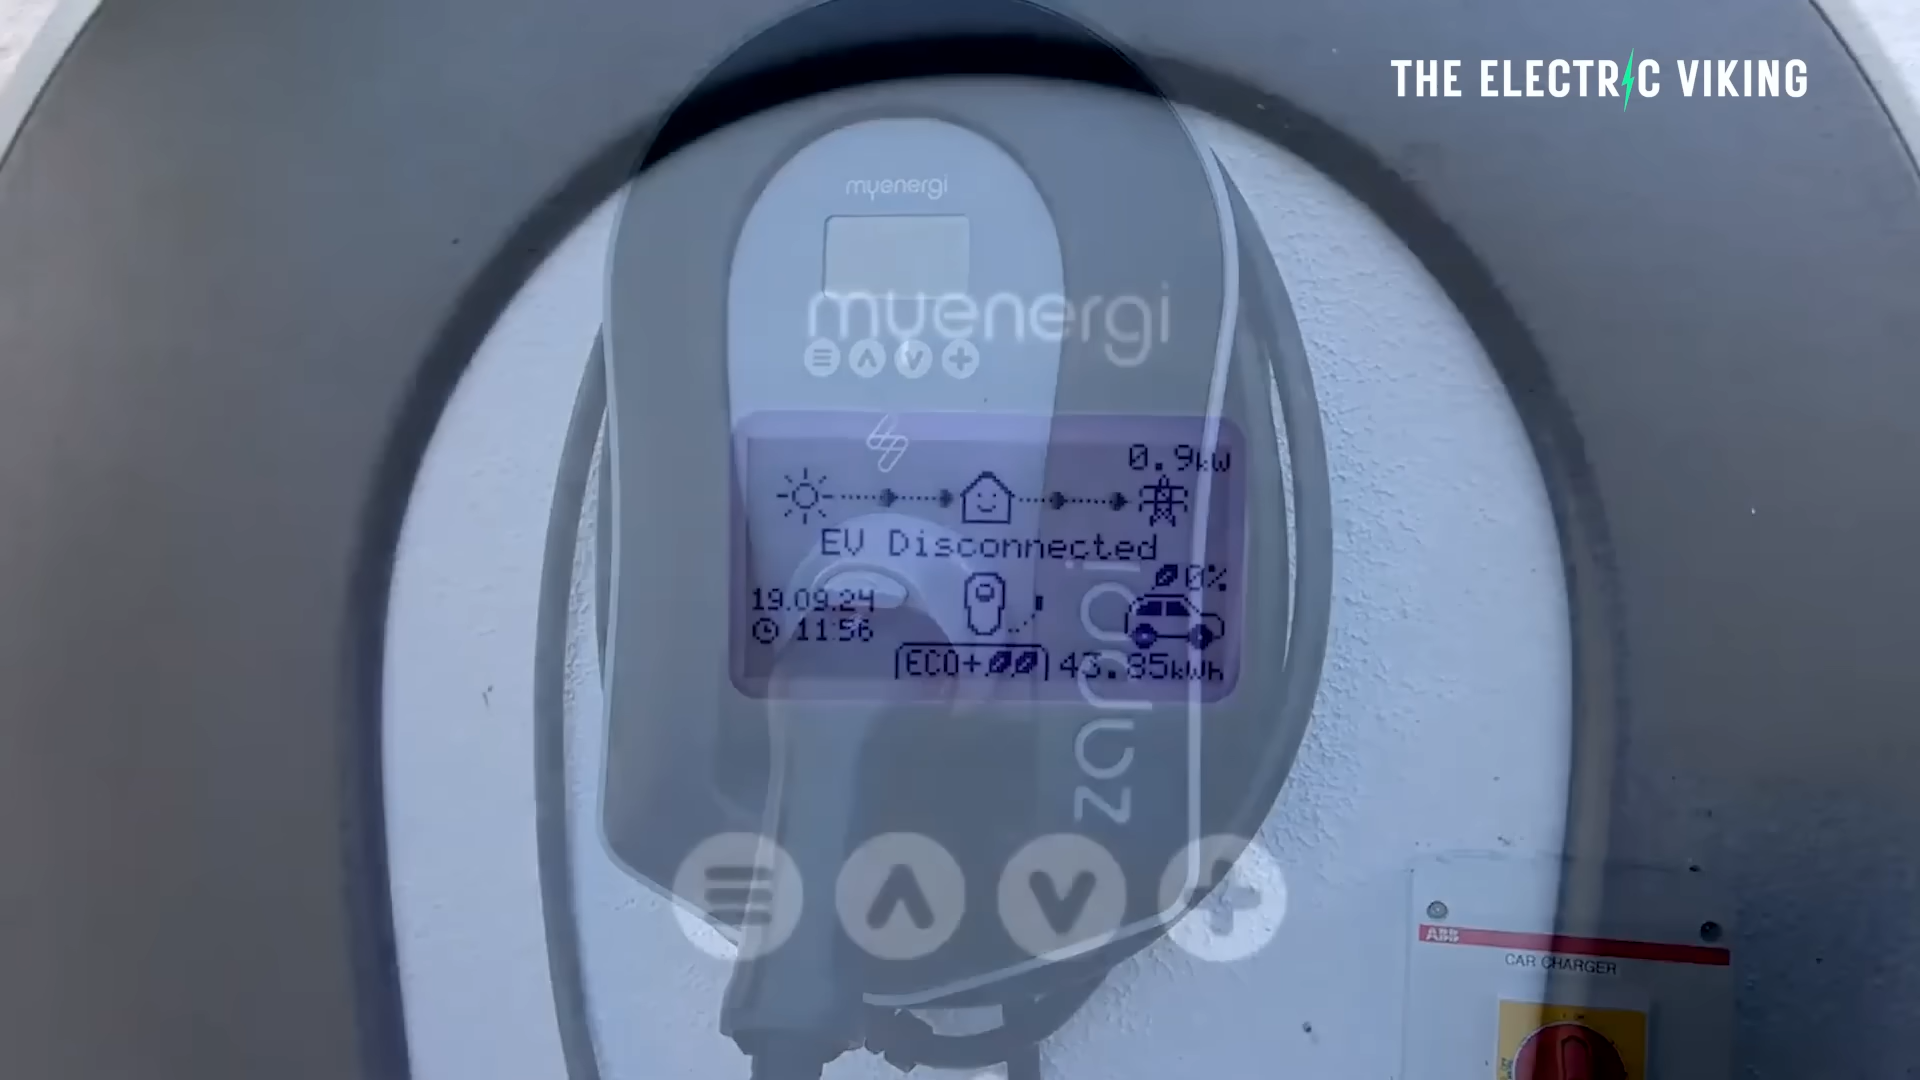 THE ELECTRIC VIKING
myenergi
myenergi
0.9kW
EV Disconnected
0%
19.09.24
11:56
ECO+
43.85kWh
zappi
ABB
CAR CHARGER